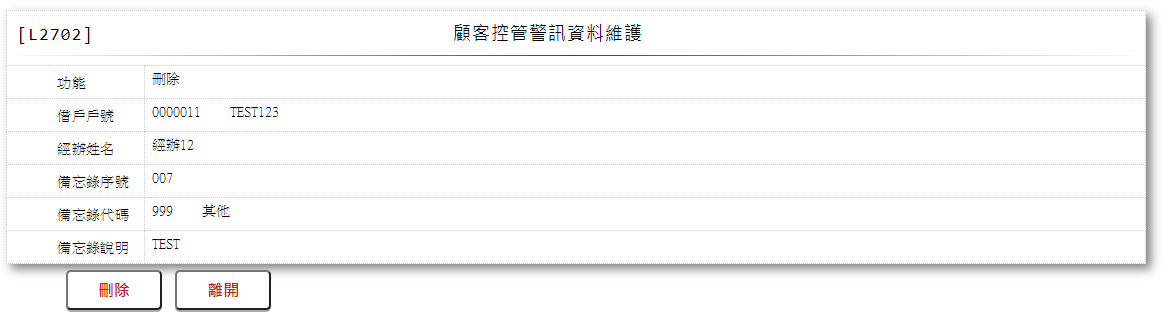 [L2702] 顧客控管警訊資料維護
功能 刪除
借戶戶號 0000011 TEST123
經辦姓名 經辦12
備忘錄序號 007
備忘錄代碼 999 其他
備忘錄說明 TEST
刪除 離開